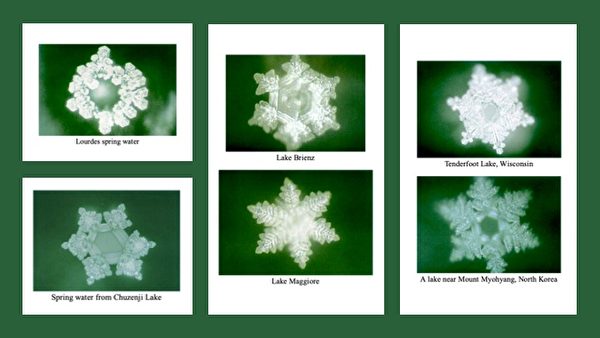 Lourdes spring water
Spring water from Chuzenji Lake
Lake Brienz
Lake Maggiore
Tenderfoot Lake, Wisconsin
A lake near Mount Myohyang, North Korea